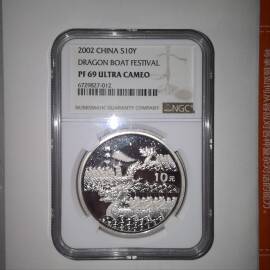 2002 CHINA S10Y
DRAGON BOAT FESTIVAL
PF 69 ULTRA CAMEO
6729827-012
NUMISMATIC GUARANTY COMPANY
NGC
10元